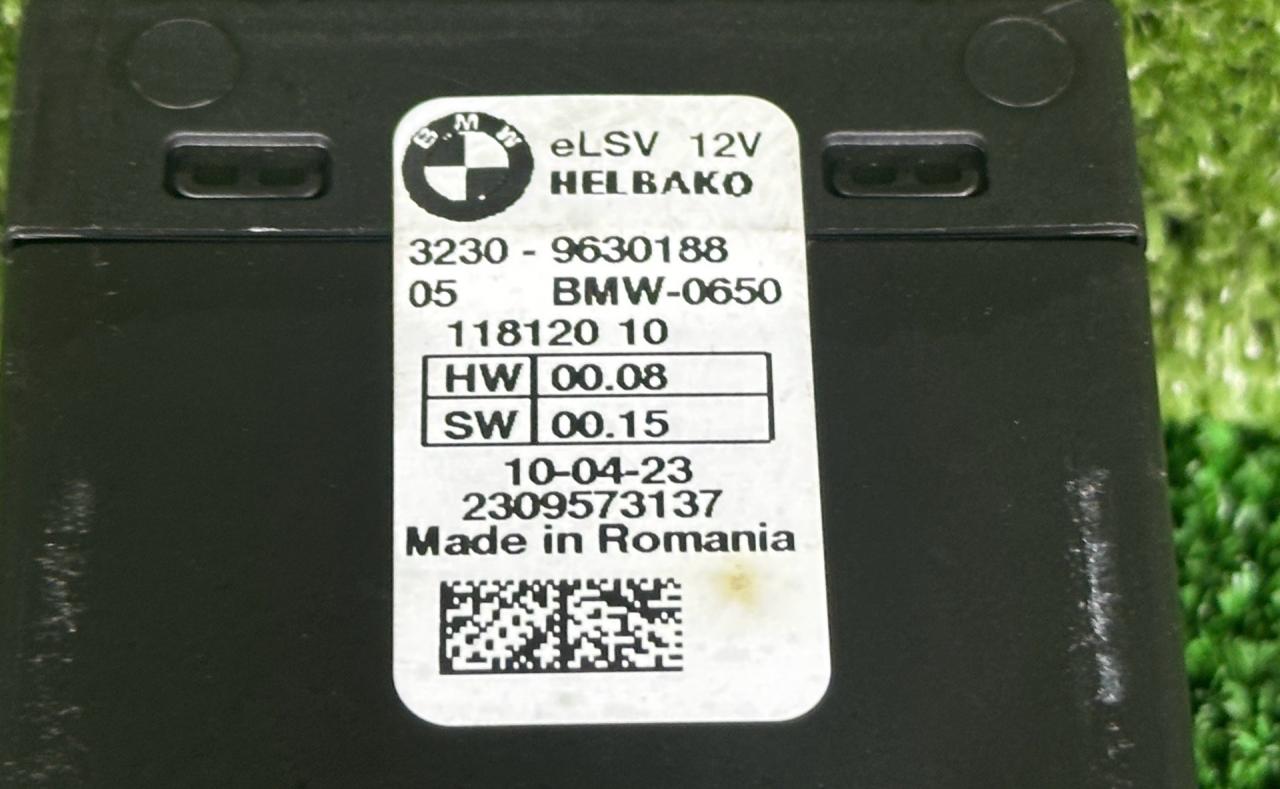 BMW
eLSV 12V
HELBAKO
3230 - 9630188
05 BMW-0650
118120 10
HW 00.08
SW 00.15
10-04-23
2309573137
Made in Romania